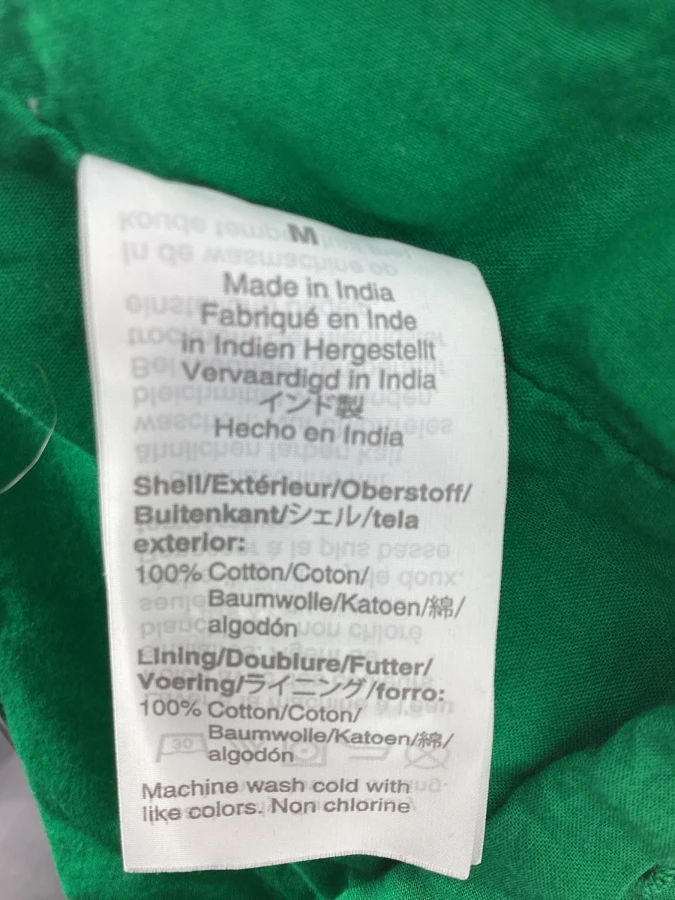 M
Made in India
Fabriqué en Inde
in Indien Hergestellt
Vervaardigd in India
インド製
Hecho en India
Shell/Extérieur/Oberstoff/
Buitenkant/シェル/tela
exterior:
100% Cotton/Coton/
Baumwolle/Katoen/綿/
algodón
Lining/Doublure/Futter/
Voering/ライニング/forro:
100% Cotton/Coton/
Baumwolle/Katoen/綿/
algodón
Machine wash cold with
like colors. Non chlorine